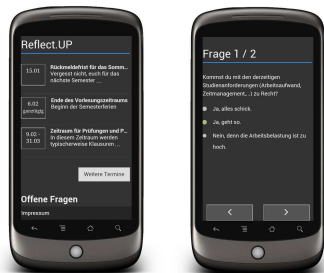 Reflect.UP
15.01
Rückmeldefrist für das Somm...
Vergesst nicht, euch für das
nächste Semester ...
6.02
ganztägig
Ende des Vorlesungszeitraums
Beginn der Semesterferien
9.02 -
31.03
Zeitraum für Prüfungen und P...
In diesem Zeitraum werden
typischerweise Klausuren ...
Weitere Termine
Offene Fragen
Impressum
Frage 1 / 2
Kommst du mit den derzeitigen
Studienanforderungen (Arbeitsaufwand,
Zeitmanagement,...) zu Recht?
Ja, alles schick.
Ja, geht so.
Nein, denn die Arbeitsbelastung ist zu
hoch.